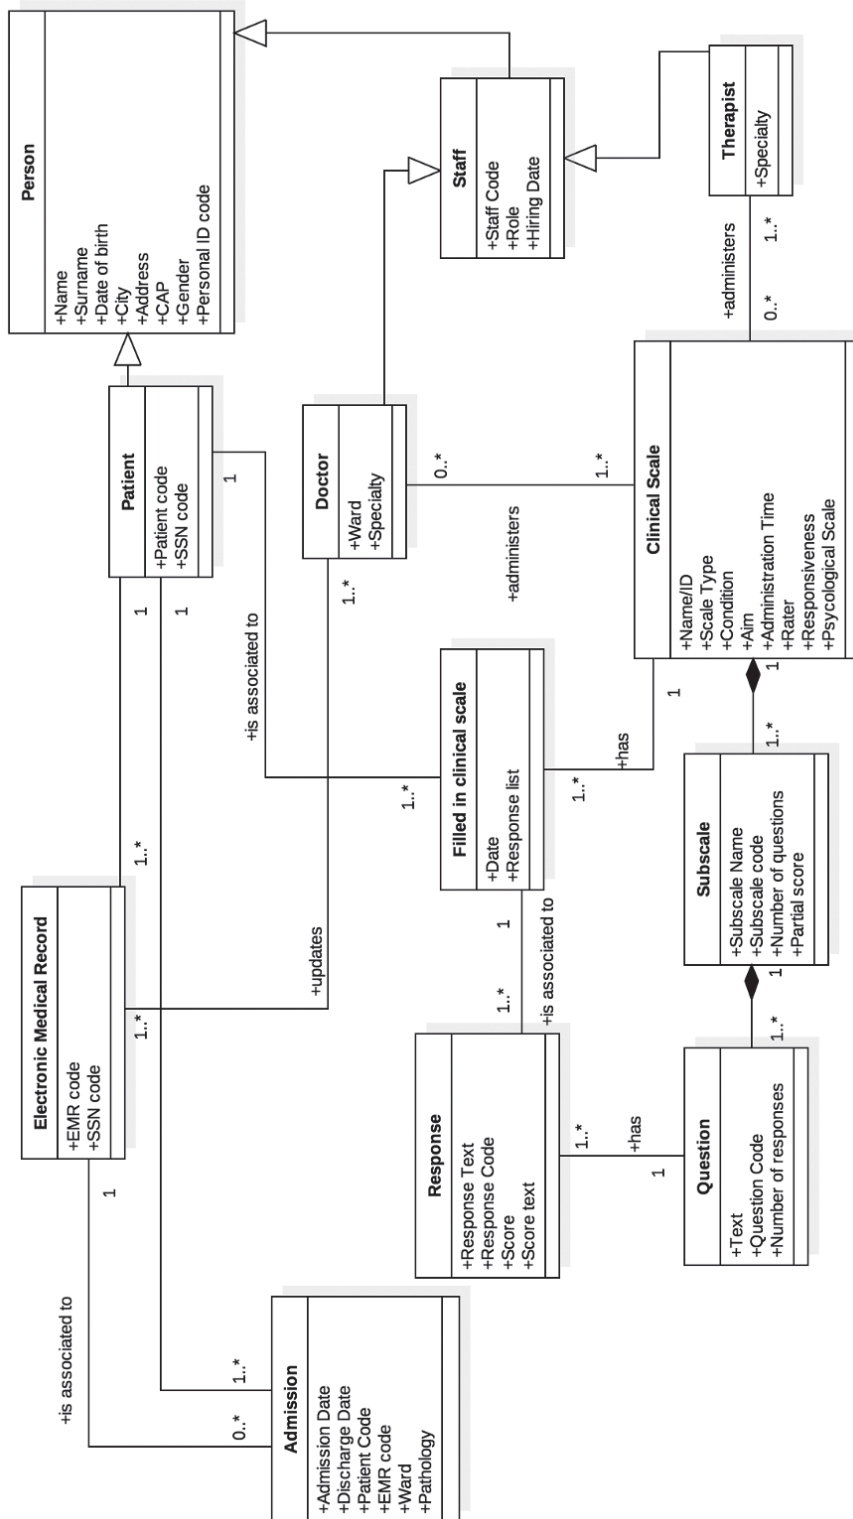 Person
+Name
+Surname
+Date of birth
+City
+Address
+CAP
+Gender
+Personal ID code
Staff
+Staff Code
+Role
+Hiring Date
Therapist
+Specialty
+administers
1..*
0..*
Patient
+Patient code
+SSN code
1
1
1
Doctor
+Ward
+Specialty
1..*
0..*
1..*
+administers
Clinical Scale
+Name/ID
+Scale Type
+Condition
+Aim
+Administration Time
+Rater
+Responsiveness
+Psycological Scale
1
1
+is associated to
1..*
Filled in clinical scale
+Date
+Response list
1..*
+has
1..*
Subscale
+Subscale Name
+Subscale code
+Number of questions
+Partial score
1
1..*
Electronic Medical Record
+EMR code
+SSN code
1..*
1..*
1
+updates
1
1..*
+is associated to
Response
+Response Text
+Response Code
+Score
+Score text
1..*
+has
1
Question
+Text
+Question Code
+Number of responses
+is associated to
0..*
1..*
Admission
+Admission Date
+Discharge Date
+Patient Code
+EMR code
+Ward
+Pathology